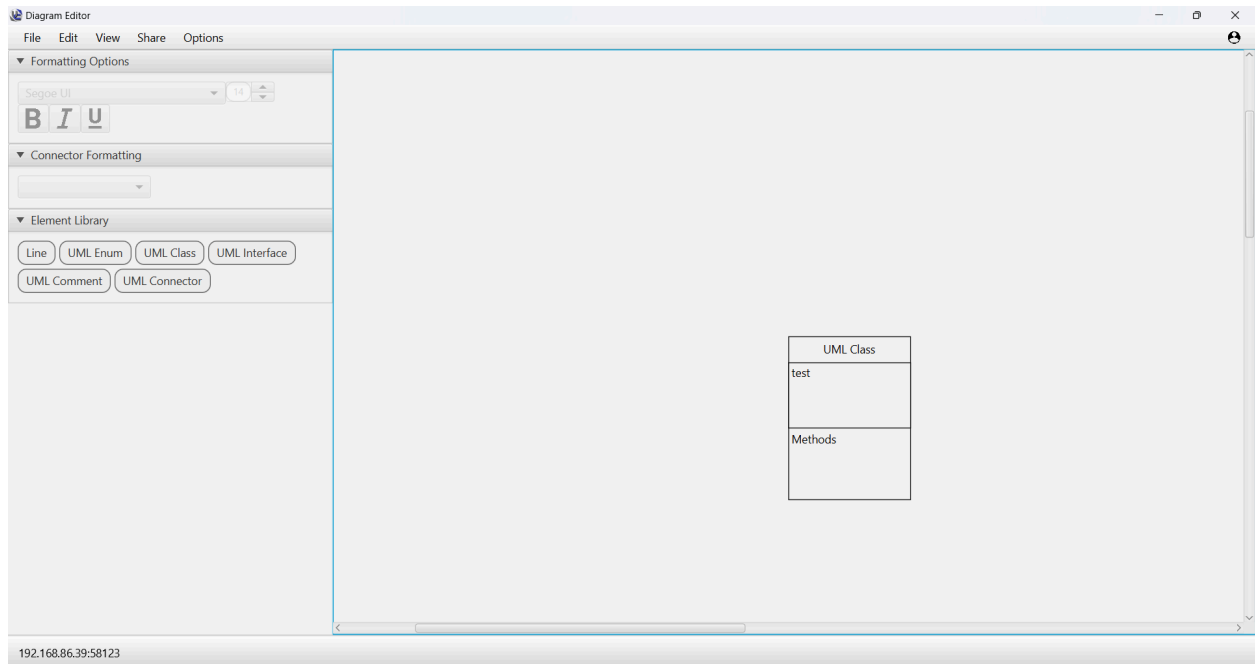 Diagram Editor
File Edit View Share Options
Formatting Options
Segoe UI 14
B I U
Connector Formatting
Element Library
Line UML Enum UML Class UML Interface
UML Comment UML Connector
UML Class
test
Methods
192.168.86.39:58123